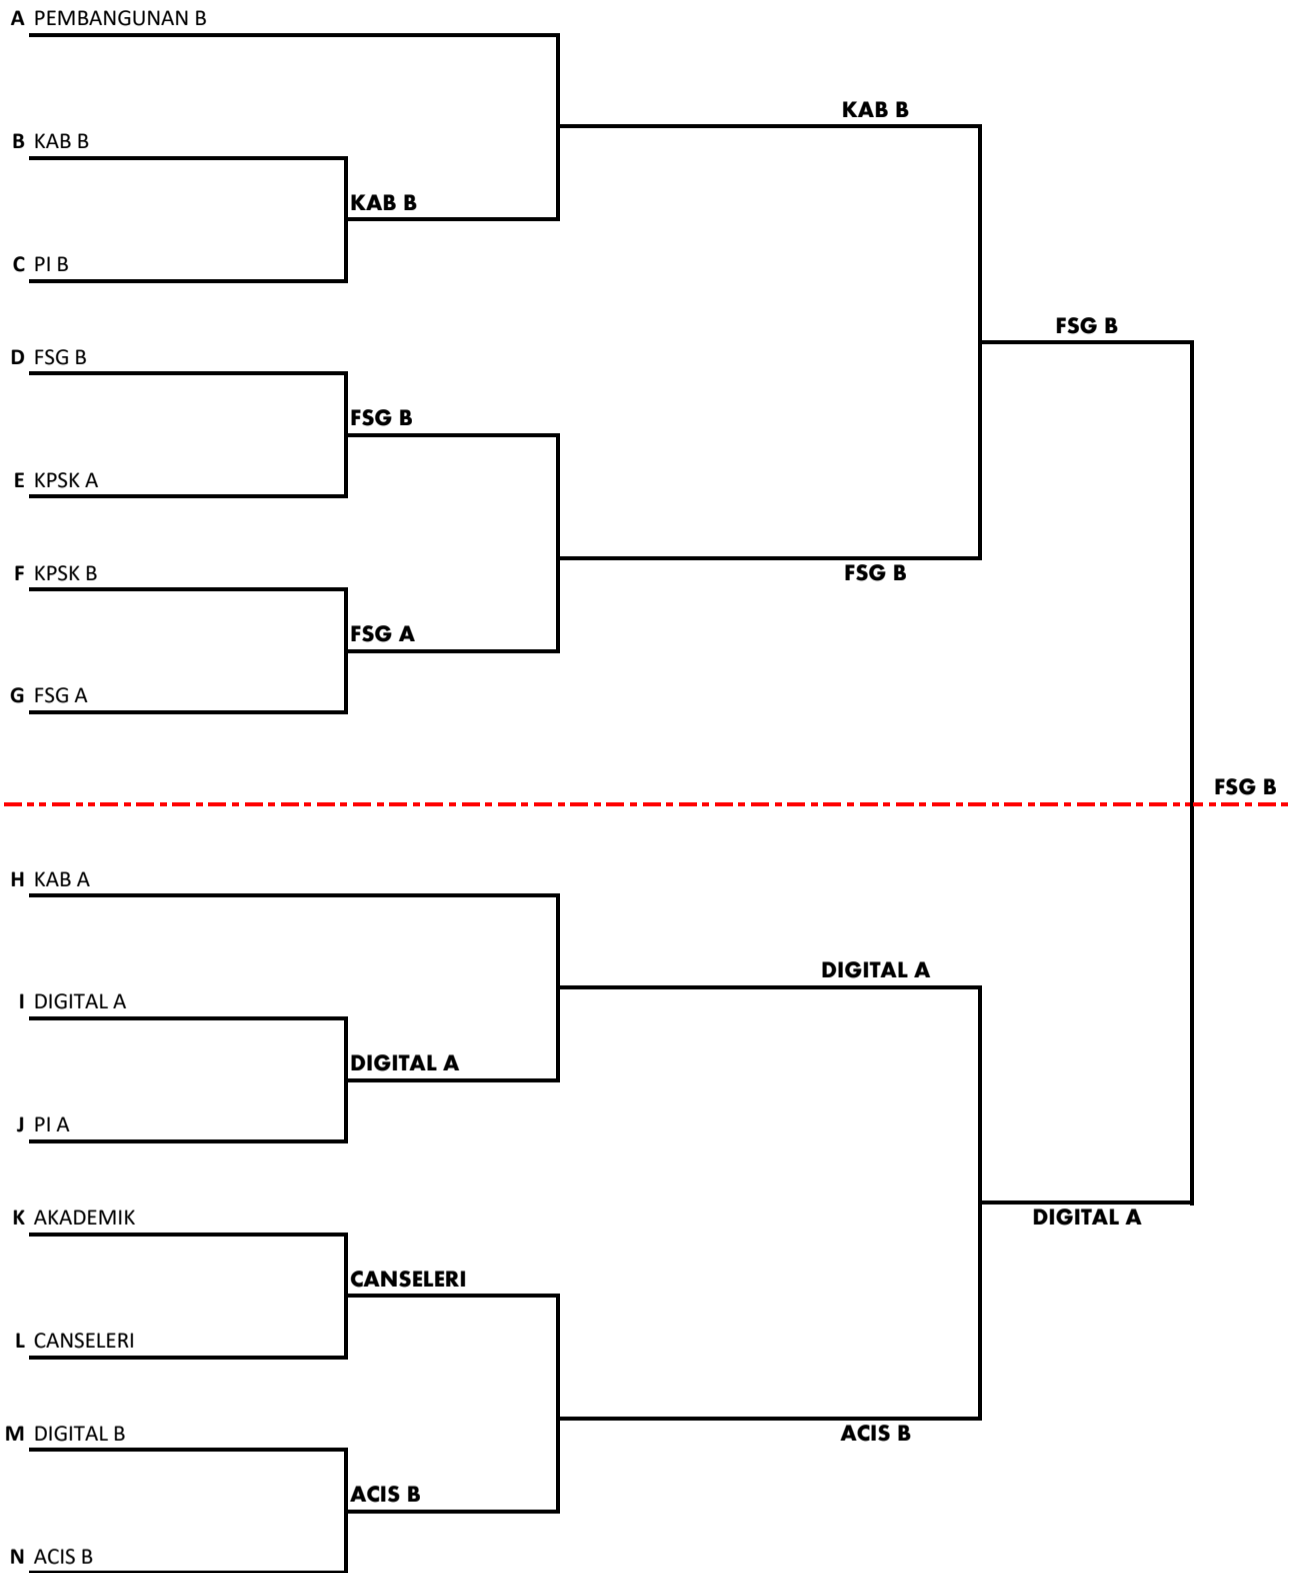 A PEMBANGUNAN B
KAB B
B KAB B
KAB B
C PI B
FSG B
D FSG B
FSG B
E KPSK A
F KPSK B
FSG B
FSG A
G FSG A
FSG B
H KAB A
DIGITAL A
I DIGITAL A
DIGITAL A
J PI A
K AKADEMIK
DIGITAL A
CANSELERI
L CANSELERI
M DIGITAL B
ACIS B
ACIS B
N ACIS B